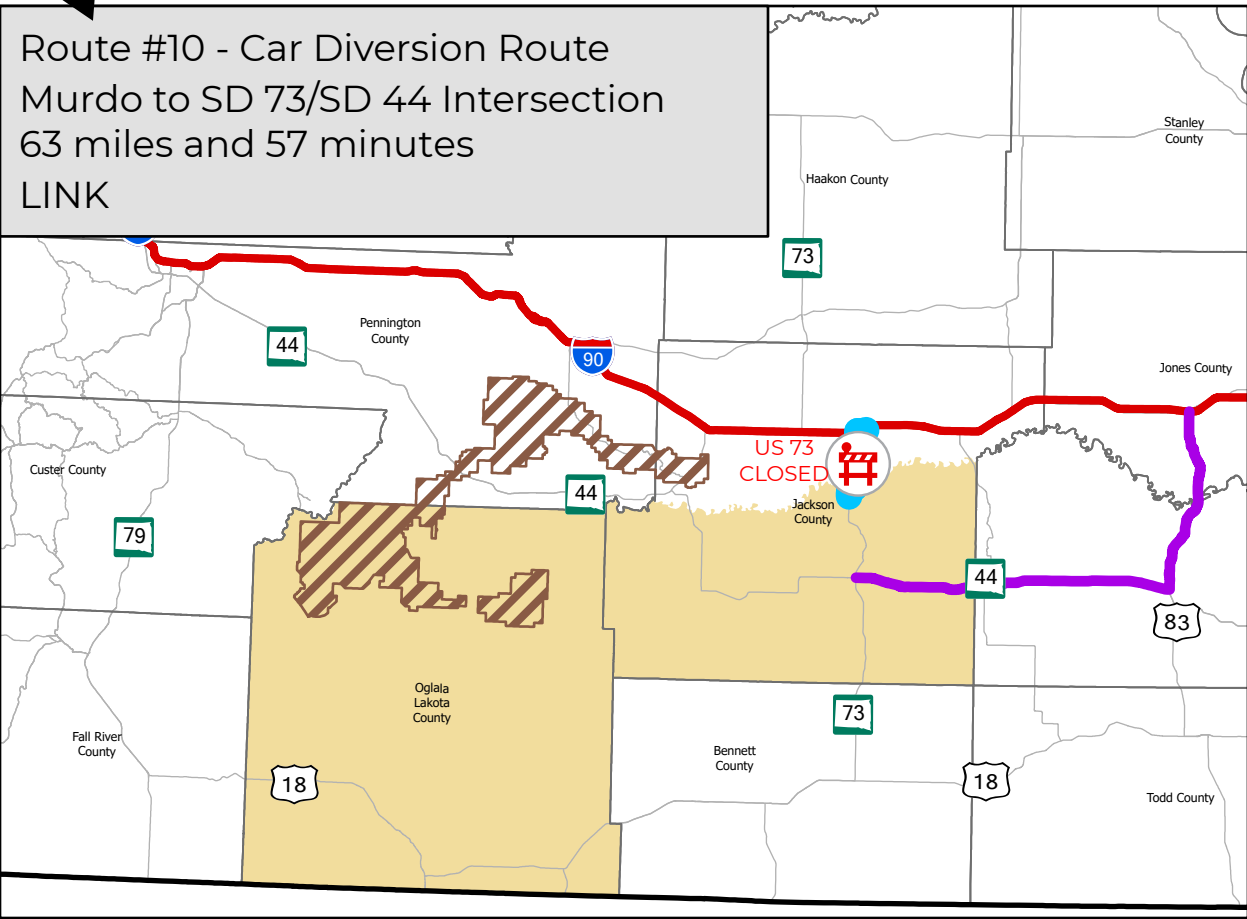 Route #10 - Car Diversion Route
Murdo to SD 73/SD 44 Intersection
63 miles and 57 minutes
LINK
Stanley
County
Haakon County
73
44
Pennington
County
90
Jones County
US 73
CLOSED
Custer County
44
Jackson
County
79
44
83
Oglala
Lakota
County
73
Fall River
County
Bennett
County
18
18
Todd County